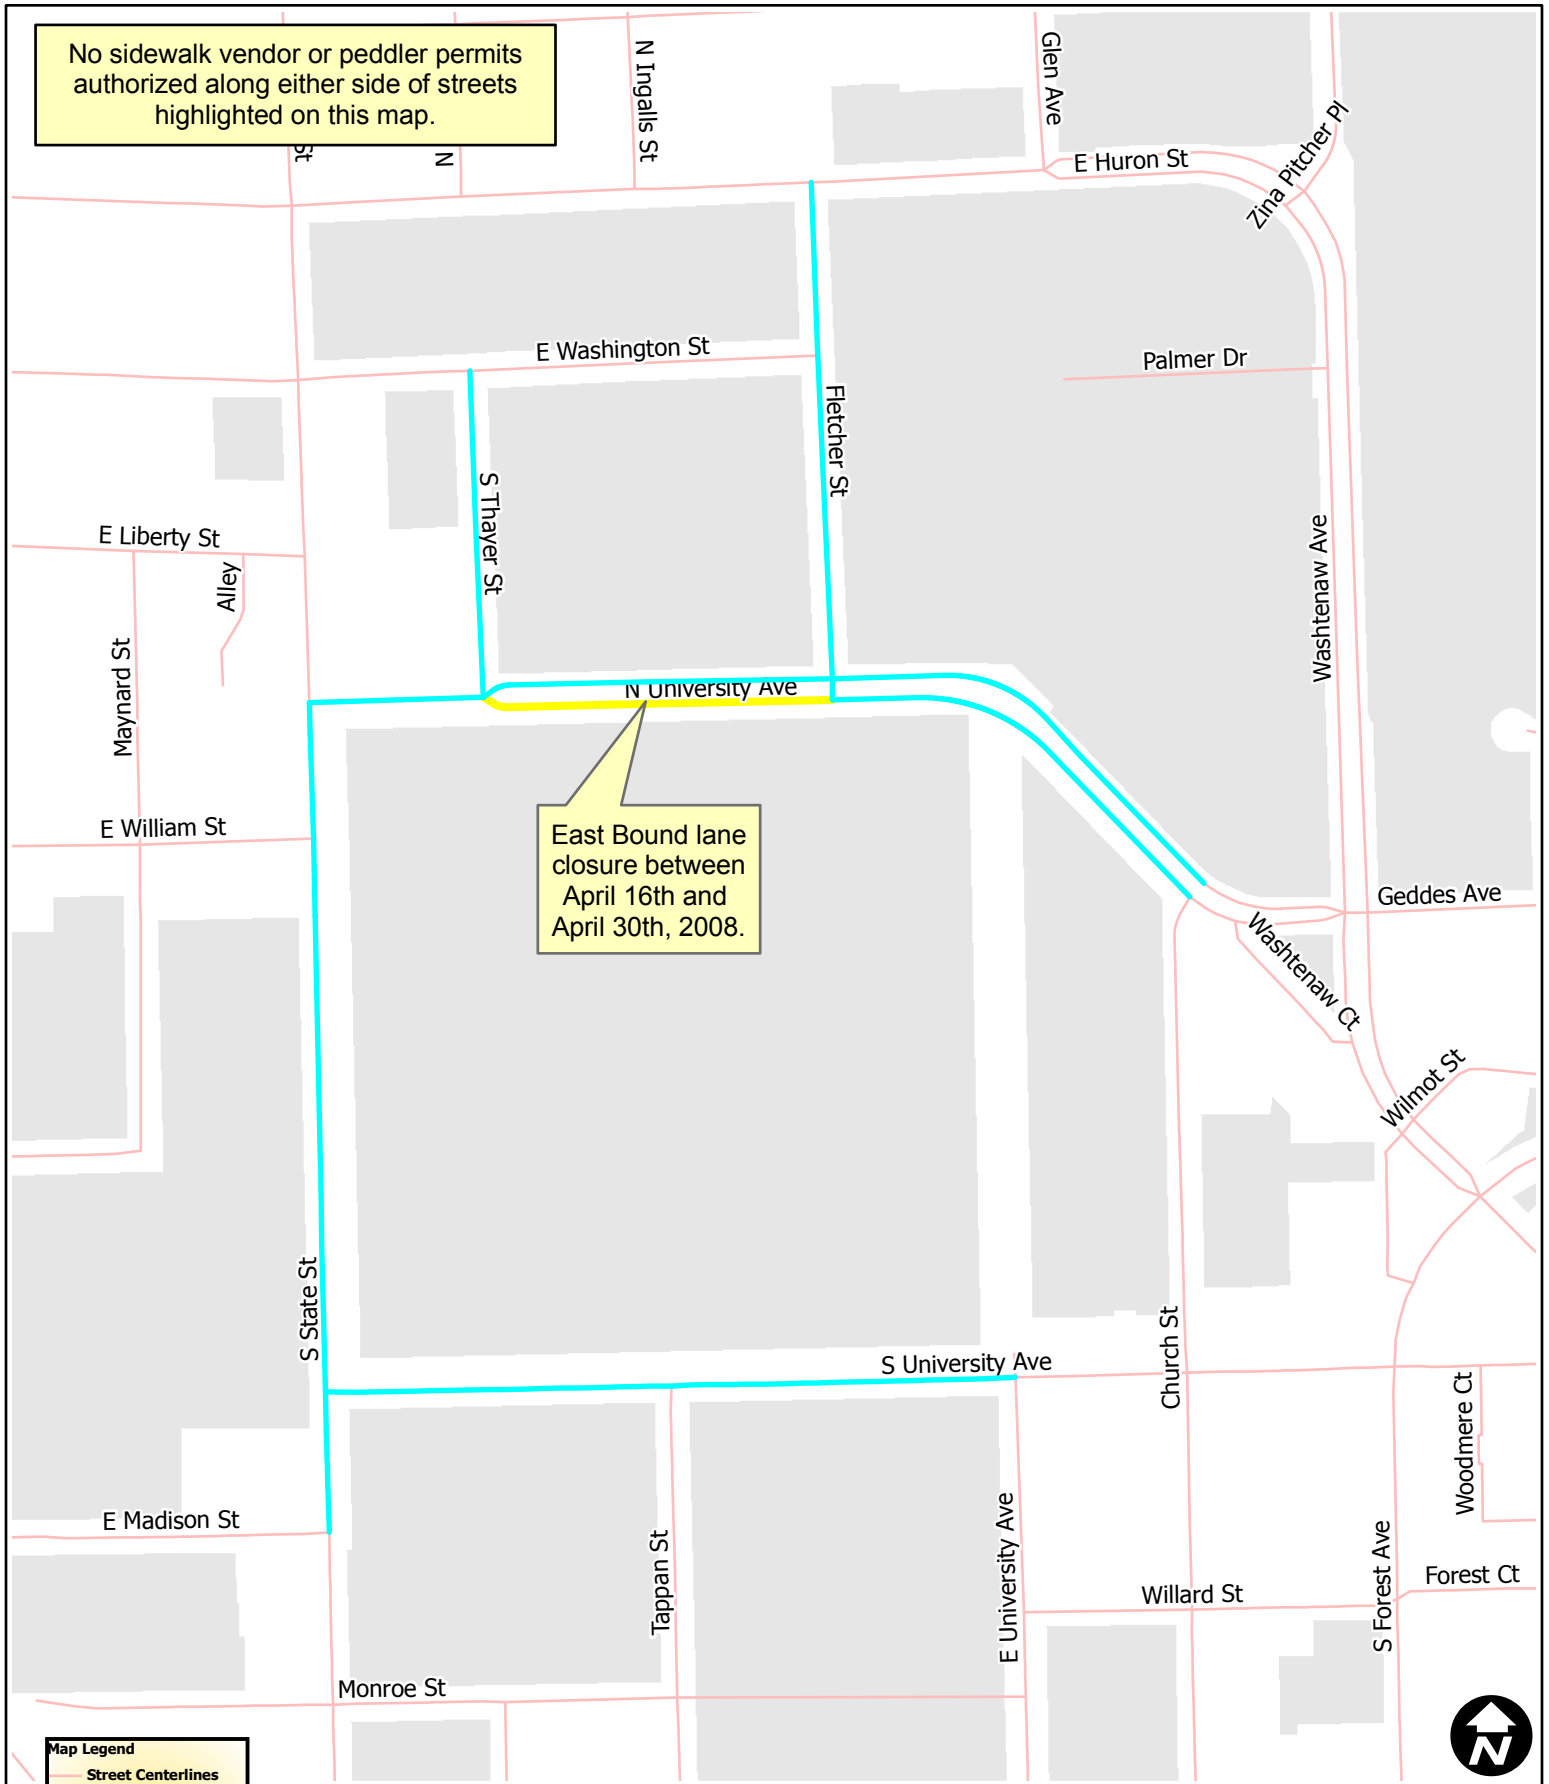 No sidewalk vendor or peddler permits
authorized along either side of streets
highlighted on this map.
St
N
N Ingalls St
Glen Ave
E Huron St
Zina Pitcher Pl
E Washington St
Palmer Dr
Fletcher St
S Thayer St
E Liberty St
Alley
Washtenaw Ave
Maynard St
N University Ave
E William St
East Bound lane
closure between
April 16th and
April 30th, 2008.
Geddes Ave
Washtenaw Ct
Wilmot St
S State St
S University Ave
Church St
Woodmere Ct
E Madison St
Tappan St
E University Ave
Willard St
S Forest Ave
Forest Ct
Monroe St
N
Map Legend
Street Centerlines